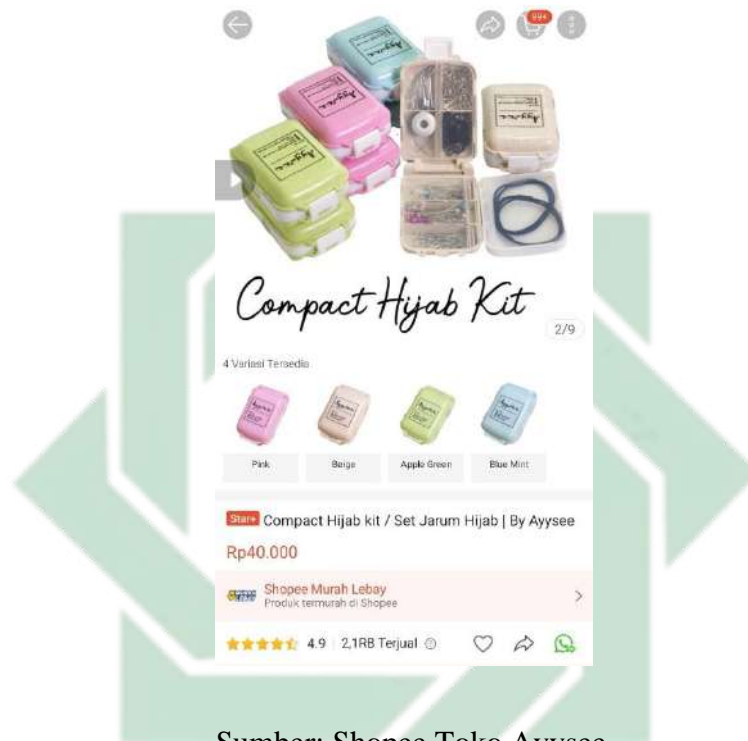 99+
Ayysee
Compact Hijab Kit
2/9
4 Variasi Tersedia
Pink
Beige
Apple Green
Blue Mint
Star+ Compact Hijab kit / Set Jarum Hijab | By Ayysee
Rp40.000
Shopee Murah Lebay
Produk termurah di Shopee
4.9 2,1RB Terjual
Sumber: Shopee Toko Ayysee